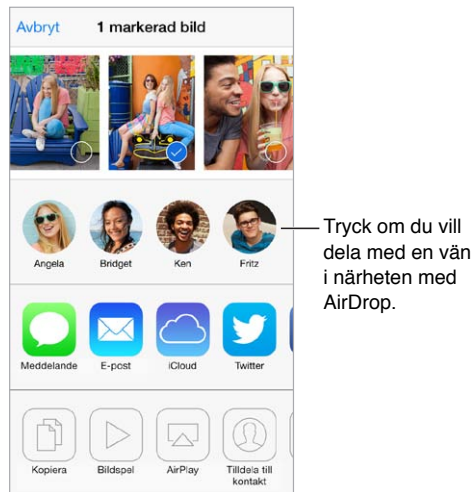 Avbryt 1 markerad bild
Angela Bridget Ken Fritz
Tryck om du vill
dela med en vän
i närheten med
AirDrop.
Meddelande E-post iCloud Twitter
Kopiera Bildspel AirPlay Tilldela till
kontakt